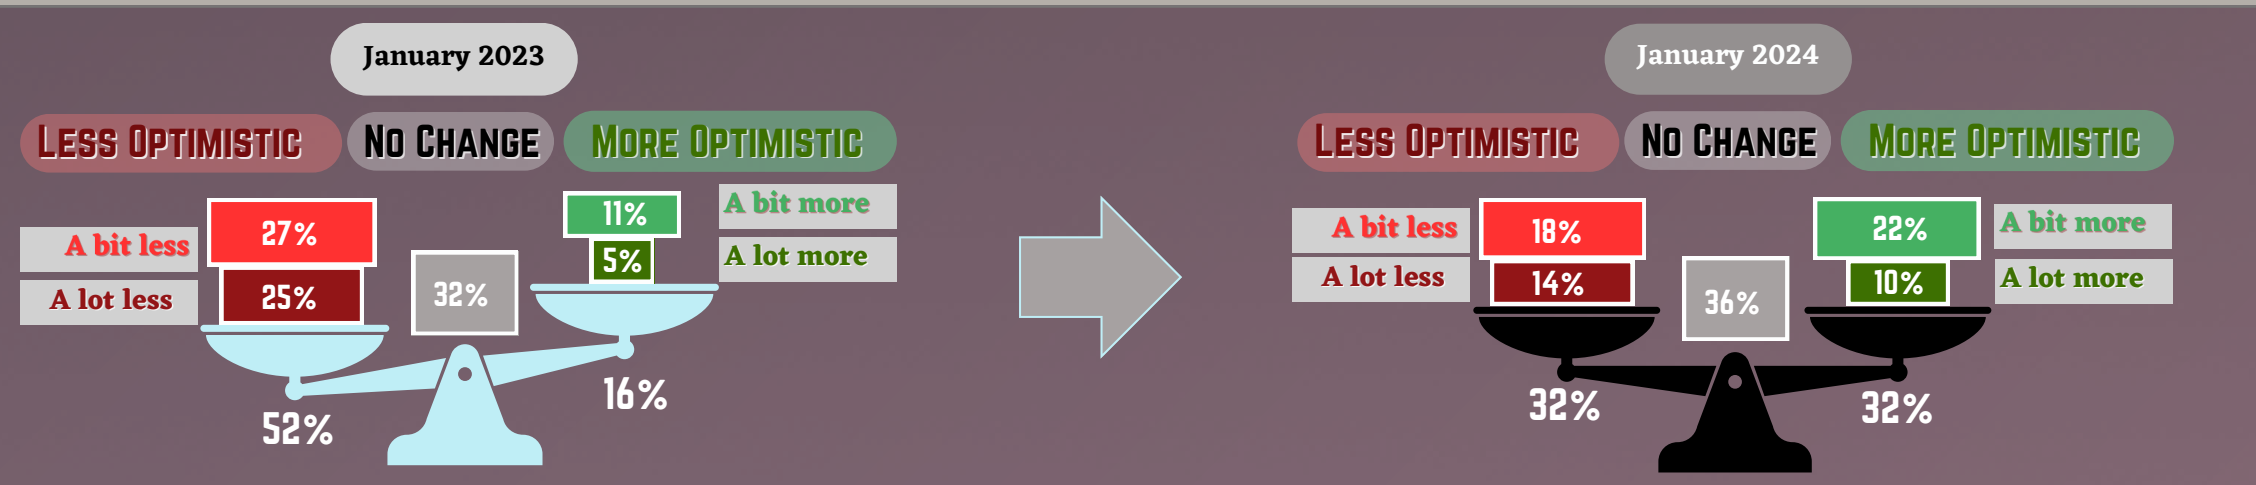 January 2023
Less Optimistic
No Change
More Optimistic
A bit less
27%
A lot less
25%
32%
11%
A bit more
5%
A lot more
52%
16%
January 2024
Less Optimistic
No Change
More Optimistic
A bit less
18%
A lot less
14%
36%
22%
A bit more
10%
A lot more
32%
32%